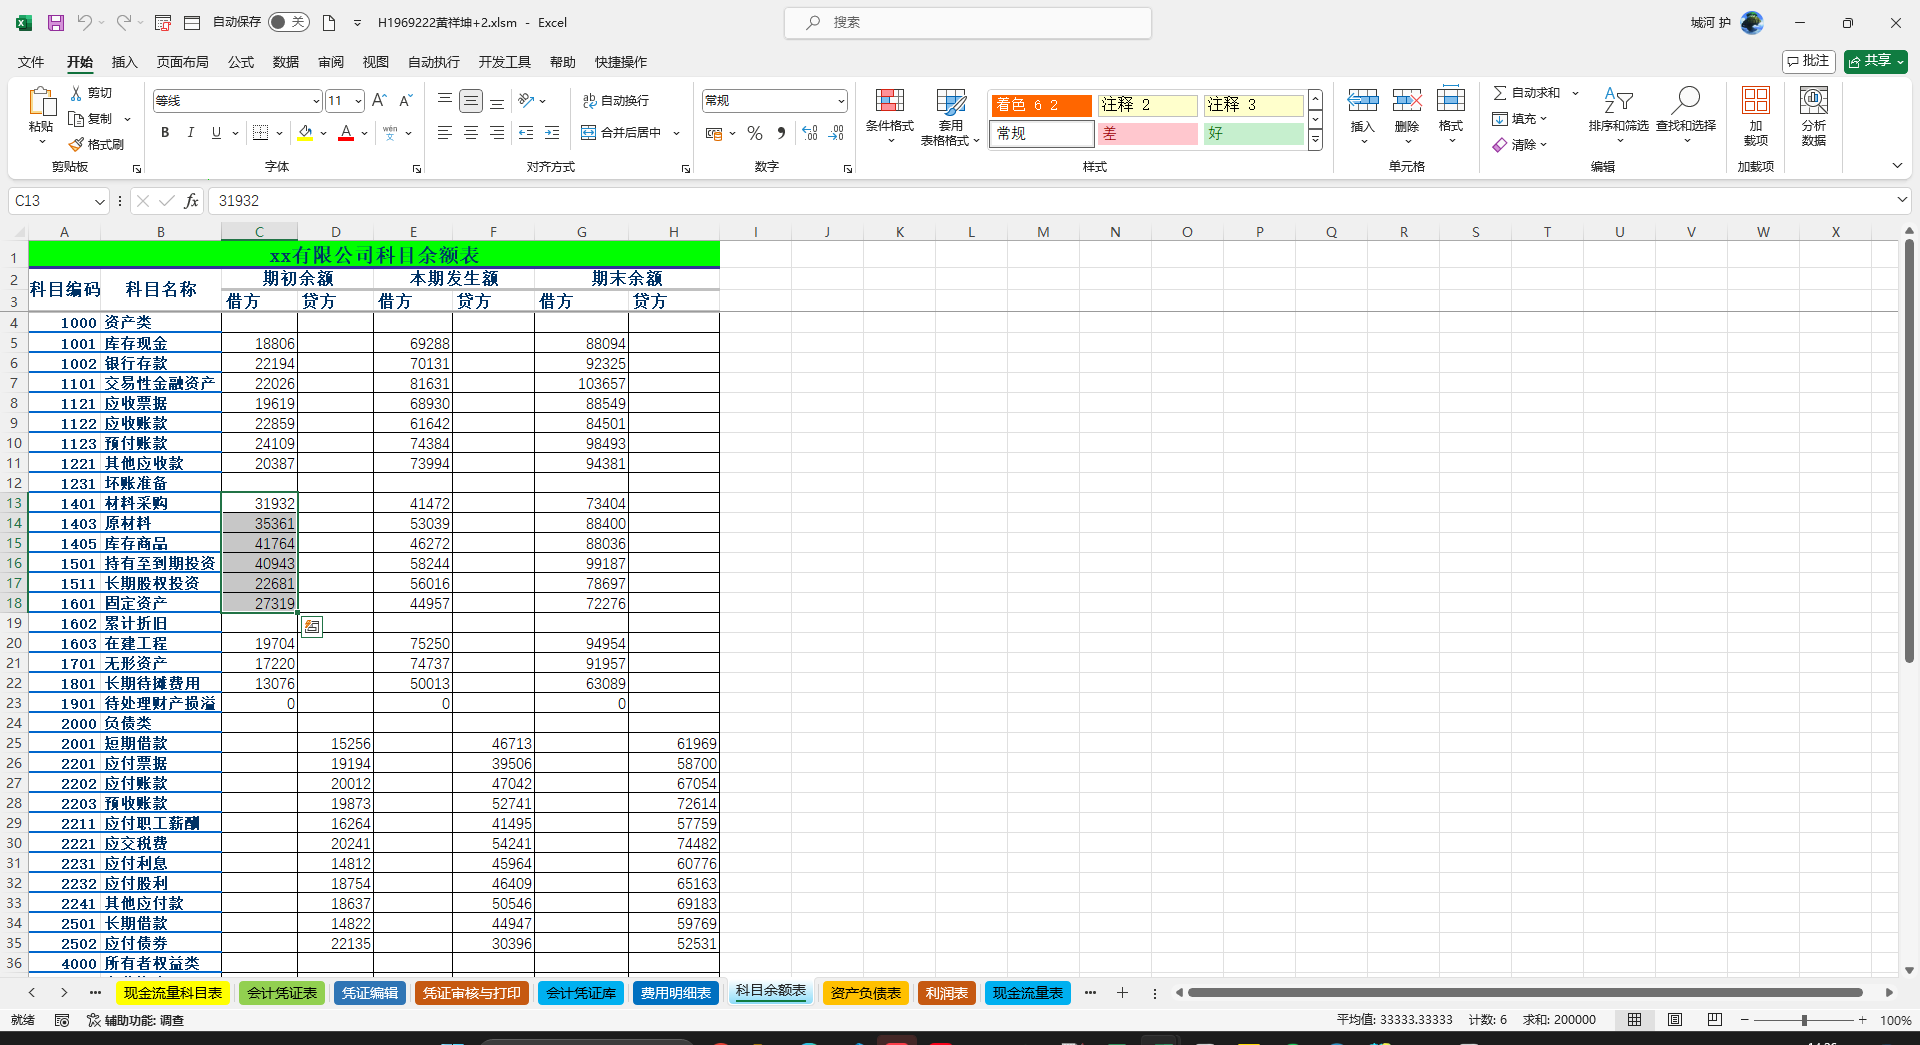 自动保存 关 H1969222黄祥坤+2.xlsm - Excel 搜索 城河 护
文件 开始 插入 页面布局 公式 数据 审阅 视图 自动执行 开发工具 帮助 快捷操作 批注 共享
粘贴 剪切 复制 格式刷 剪贴板
等线 11 A A B I U A wén 文 字体
自动换行 合并后居中 对齐方式
常规 % 数字
条件格式 套用 表格格式 着色 6 2 注释 2 注释 3 常规 差 好 样式
插入 删除 格式 单元格
自动求和 填充 清除 排序和筛选 查找和选择 编辑
加 载项 加载项
分析 数据
C13 fx 31932
A B C D E F G H I J K L M N O P Q R S T U V W X
1 xx有限公司科目余额表
2 科目编码 科目名称 期初余额 本期发生额 期末余额
3 借方 贷方 借方 贷方 借方 贷方
4 1000 资产类
5 1001 库存现金 18806 69288 88094
6 1002 银行存款 22194 70131 92325
7 1101 交易性金融资产 22026 81631 103657
8 1121 应收票据 19619 68930 88549
9 1122 应收账款 22859 61642 84501
10 1123 预付账款 24109 74384 98493
11 1221 其他应收款 20387 73994 94381
12 1231 坏账准备
13 1401 材料采购 31932 41472 73404
14 1403 原材料 35361 53039 88400
15 1405 库存商品 41764 46272 88036
16 1501 持有至到期投资 40943 58244 99187
17 1511 长期股权投资 22681 56016 78697
18 1601 固定资产 27319 44957 72276
19 1602 累计折旧
20 1603 在建工程 19704 75250 94954
21 1701 无形资产 17220 74737 91957
22 1801 长期待摊费用 13076 50013 63089
23 1901 待处理财产损溢 0 0 0
24 2000 负债类
25 2001 短期借款 15256 46713 61969
26 2201 应付票据 19194 39506 58700
27 2202 应付账款 20012 47042 67054
28 2203 预收账款 19873 52741 72614
29 2211 应付职工薪酬 16264 41495 57759
30 2221 应交税费 20241 54241 74482
31 2231 应付利息 14812 45964 60776
32 2232 应付股利 18754 46409 65163
33 2241 其他应付款 18637 50546 69183
34 2501 长期借款 14822 44947 59769
35 2502 应付债券 22135 30396 52531
36 4000 所有者权益类
现金流量科目表 会计凭证表 凭证编辑 凭证审核与打印 会计凭证库 费用明细表 科目余额表 资产负债表 利润表 现金流量表
就绪 辅助功能: 调查 平均值: 33333.33333 计数: 6 求和: 200000 100%